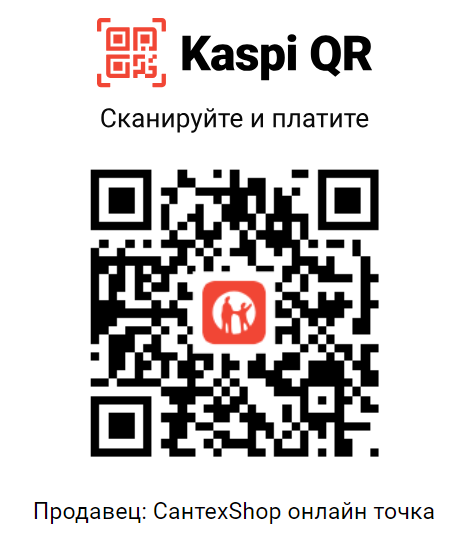 Kaspi QR
Сканируйте и платите
Продавец: СантехShop онлайн точка